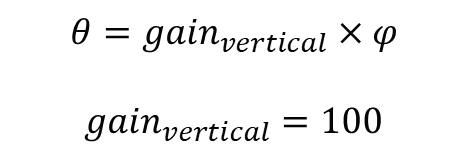 θ = gain_vertical × φ
gain_vertical = 100